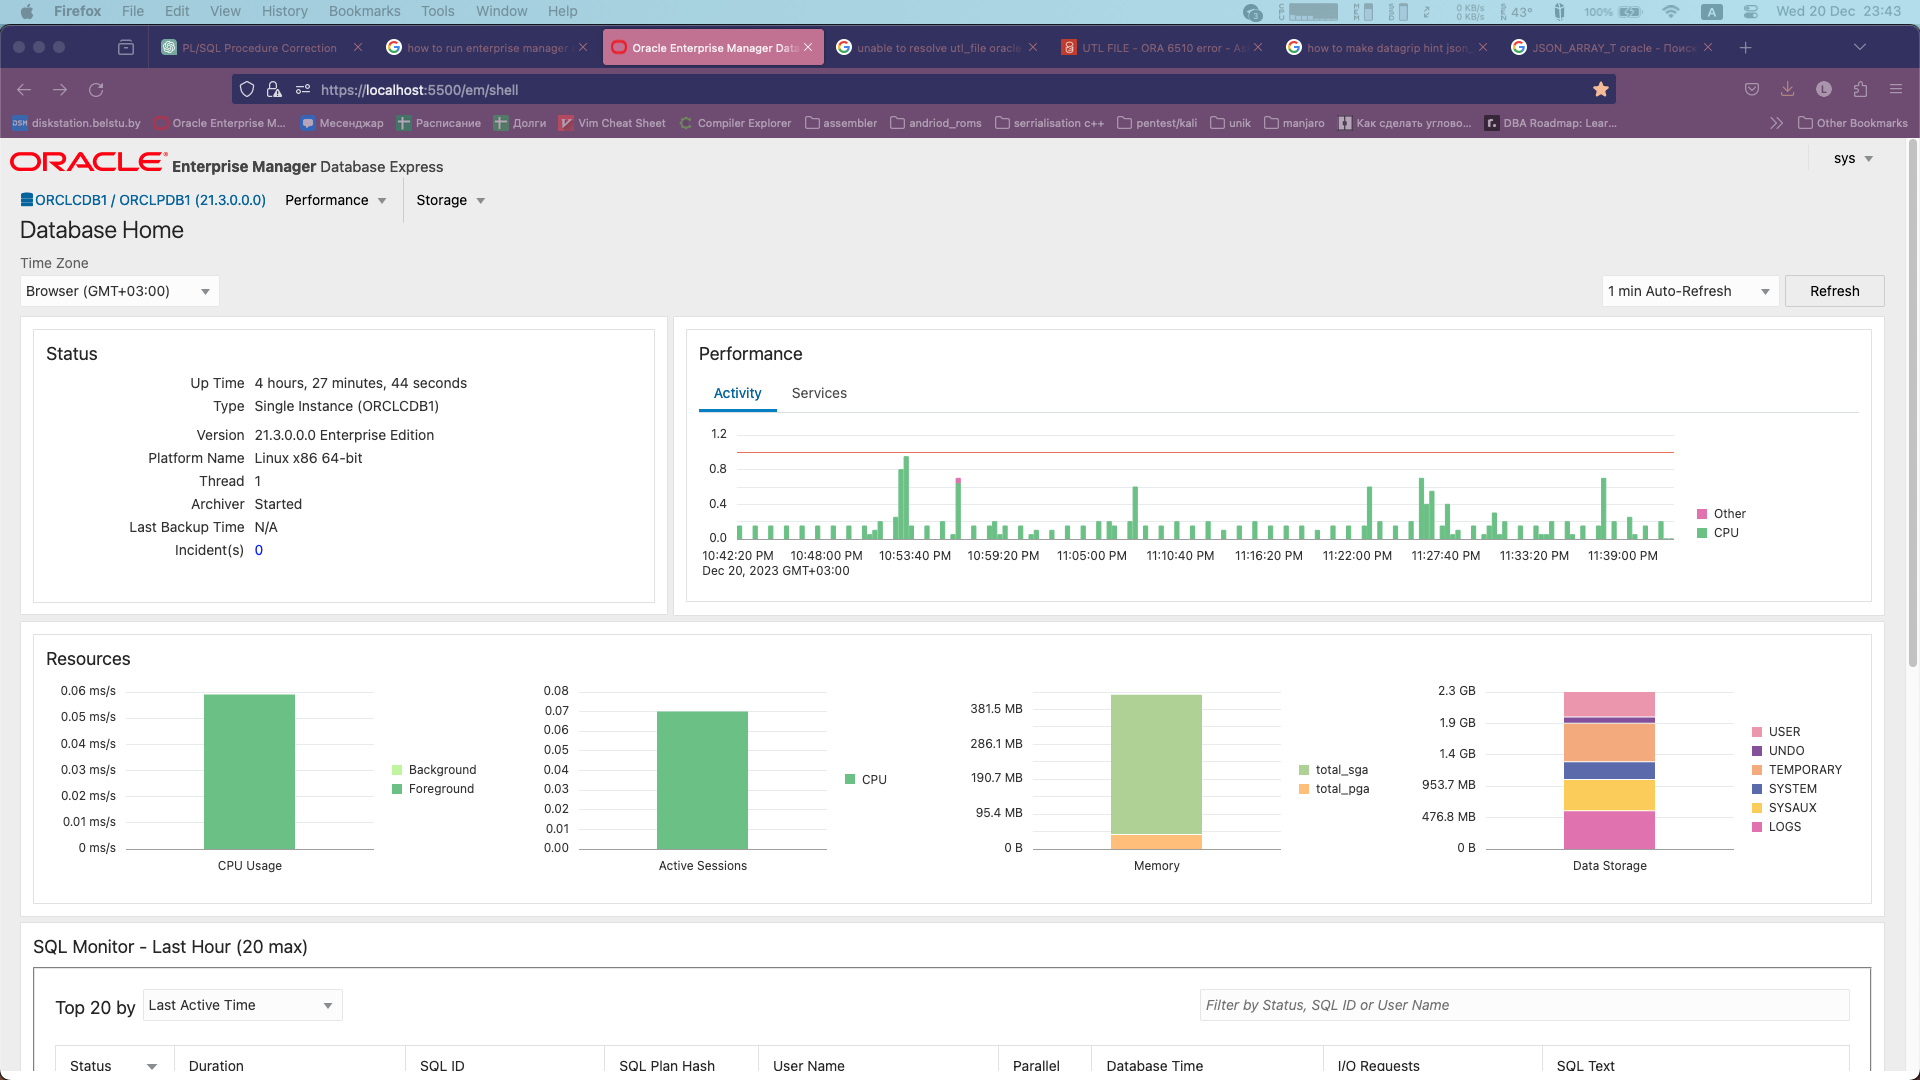 Firefox File Edit View History Bookmarks Tools Window Help
0 KB/s
0 KB/s
43° 100% A Wed 20 Dec 23:43
PL/SQL Procedure Correction
how to run enterprise manager
Oracle Enterprise Manager Data
unable to resolve utl_file oracle
UTL FILE - ORA 6510 error - As
how to make datagrip hint json
JSON_ARRAY_T oracle - Поиск
https://localhost:5500/em/shell
L
DSM diskstation.belstu.by
Oracle Enterprise M...
Месенджар
Расписание
Долги
Vim Cheat Sheet
Compiler Explorer
assembler
andriod_roms
serrialisation c++
pentest/kali
unik
manjaro
Как сделать углово...
DBA Roadmap: Lear...
Other Bookmarks
ORACLE Enterprise Manager Database Express
sys
ORCLCDB1 / ORCLPDB1 (21.3.0.0.0) Performance Storage
Database Home
Time Zone
Browser (GMT+03:00)
1 min Auto-Refresh Refresh
Status
Up Time 4 hours, 27 minutes, 44 seconds
Type Single Instance (ORCLCDB1)
Version 21.3.0.0.0 Enterprise Edition
Platform Name Linux x86 64-bit
Thread 1
Archiver Started
Last Backup Time N/A
Incident(s) 0
Performance
Activity Services
1.2
0.8
0.4
0.0
10:42:20 PM 10:48:00 PM 10:53:40 PM 10:59:20 PM 11:05:00 PM 11:10:40 PM 11:16:20 PM 11:22:00 PM 11:27:40 PM 11:33:20 PM 11:39:00 PM
Dec 20, 2023 GMT+03:00
Other
CPU
Resources
0.06 ms/s
0.05 ms/s
0.04 ms/s
0.03 ms/s
0.02 ms/s
0.01 ms/s
0 ms/s
CPU Usage
Background
Foreground
0.08
0.07
0.06
0.05
0.04
0.03
0.02
0.01
0.00
Active Sessions
CPU
381.5 MB
286.1 MB
190.7 MB
95.4 MB
0 B
Memory
total_sga
total_pga
2.3 GB
1.9 GB
1.4 GB
953.7 MB
476.8 MB
0 B
Data Storage
USER
UNDO
TEMPORARY
SYSTEM
SYSAUX
LOGS
SQL Monitor - Last Hour (20 max)
Top 20 by Last Active Time
Filter by Status, SQL ID or User Name
Status Duration SQL ID SQL Plan Hash User Name Parallel Database Time I/O Requests SQL Text